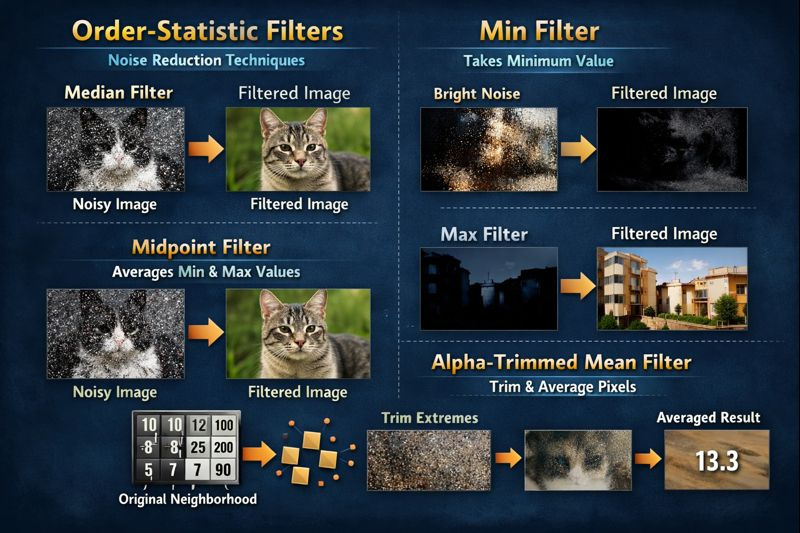 Order-Statistic Filters
Noise Reduction Techniques
Median Filter
Filtered Image
Noisy Image
Filtered Image
Midpoint Filter
Averages Min & Max Values
Noisy Image
Filtered Image
Min Filter
Takes Minimum Value
Bright Noise
Filtered Image
Max Filter
Filtered Image
Alpha-Trimmed Mean Filter
Trim & Average Pixels
10 10 12 100
-8 -8 25 200
5 7 7 90
Original Neighborhood
Trim Extremes
Averaged Result
13.3